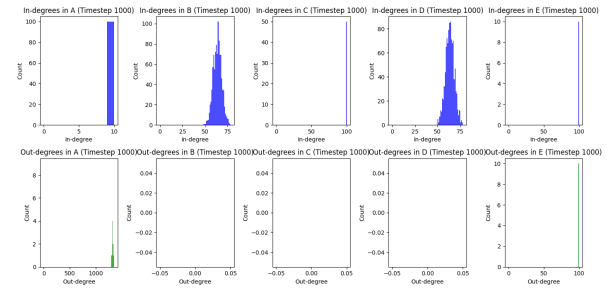 In-degrees in A (Timestep 1000)
In-degrees in B (Timestep 1000)
In-degrees in C (Timestep 1000)
In-degrees in D (Timestep 1000)
In-degrees in E (Timestep 1000)
Count
100
80
60
40
20
0
0
5
10
In-degree
Count
100
80
60
40
20
0
0
25
50
75
In-degree
Count
50
40
30
20
10
0
0
50
100
In-degree
Count
80
60
40
20
0
0
25
50
75
In-degree
Count
100
80
60
40
20
0
0
50
100
In-degree
Out-degrees in A (Timestep 1000)
Out-degrees in B (Timestep 1000)
Out-degrees in C (Timestep 1000)
Out-degrees in D (Timestep 1000)
Out-degrees in E (Timestep 1000)
Count
8
6
4
2
0
0
500
1000
Out-degree
Count
0.04
0.02
0.00
−0.02
−0.04
−0.05
0.00
0.05
Out-degree
Count
0.04
0.02
0.00
−0.02
−0.04
−0.05
0.00
0.05
Out-degree
Count
0.04
0.02
0.00
−0.02
−0.04
−0.05
0.00
0.05
Out-degree
Count
10
8
6
4
2
0
0
50
100
Out-degree